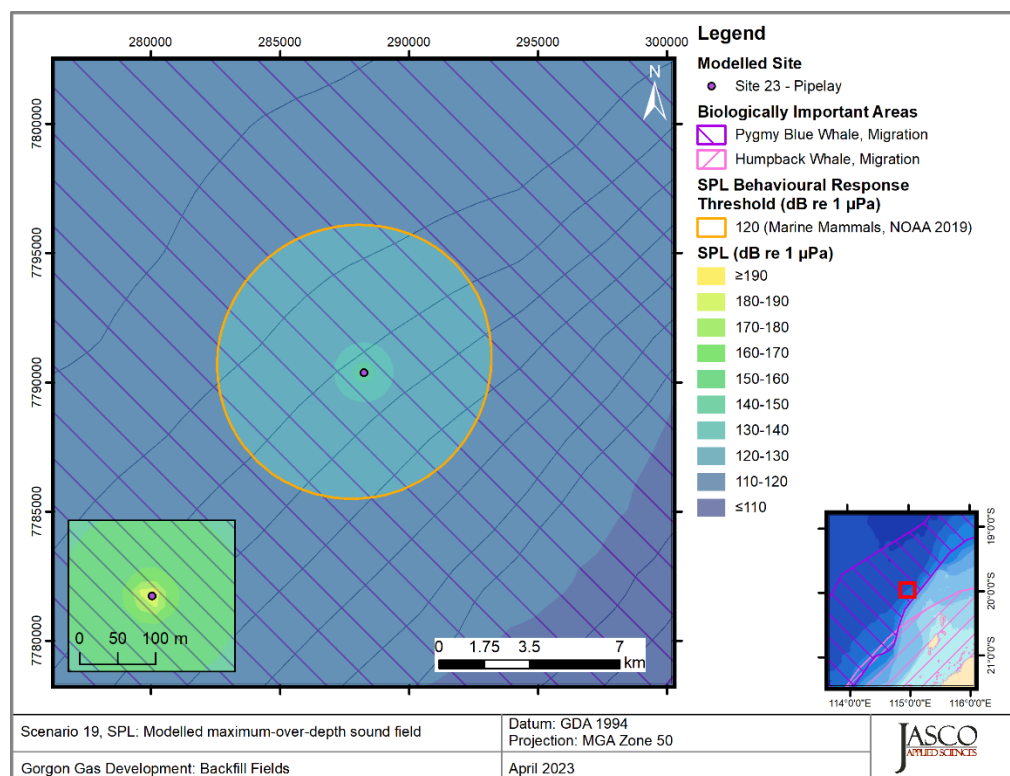 280000 285000 290000 295000 300000
7800000
7795000
7790000
7785000
7780000
N
0 50 100 m
0 1.75 3.5 7
km
Legend
Modelled Site
Site 23 - Pipelay
Biologically Important Areas
Pygmy Blue Whale, Migration
Humpback Whale, Migration
SPL Behavioural Response
Threshold (dB re 1 µPa)
120 (Marine Mammals, NOAA 2019)
SPL (dB re 1 µPa)
≥190
180-190
170-180
160-170
150-160
140-150
130-140
120-130
110-120
≤110
19°0'0"S
20°0'0"S
21°0'0"S
114°0'0"E 115°0'0"E 116°0'0"E
Scenario 19, SPL: Modelled maximum-over-depth sound field
Datum: GDA 1994
Projection: MGA Zone 50
Gorgon Gas Development: Backfill Fields
April 2023
JASCO
APPLIED SCIENCES